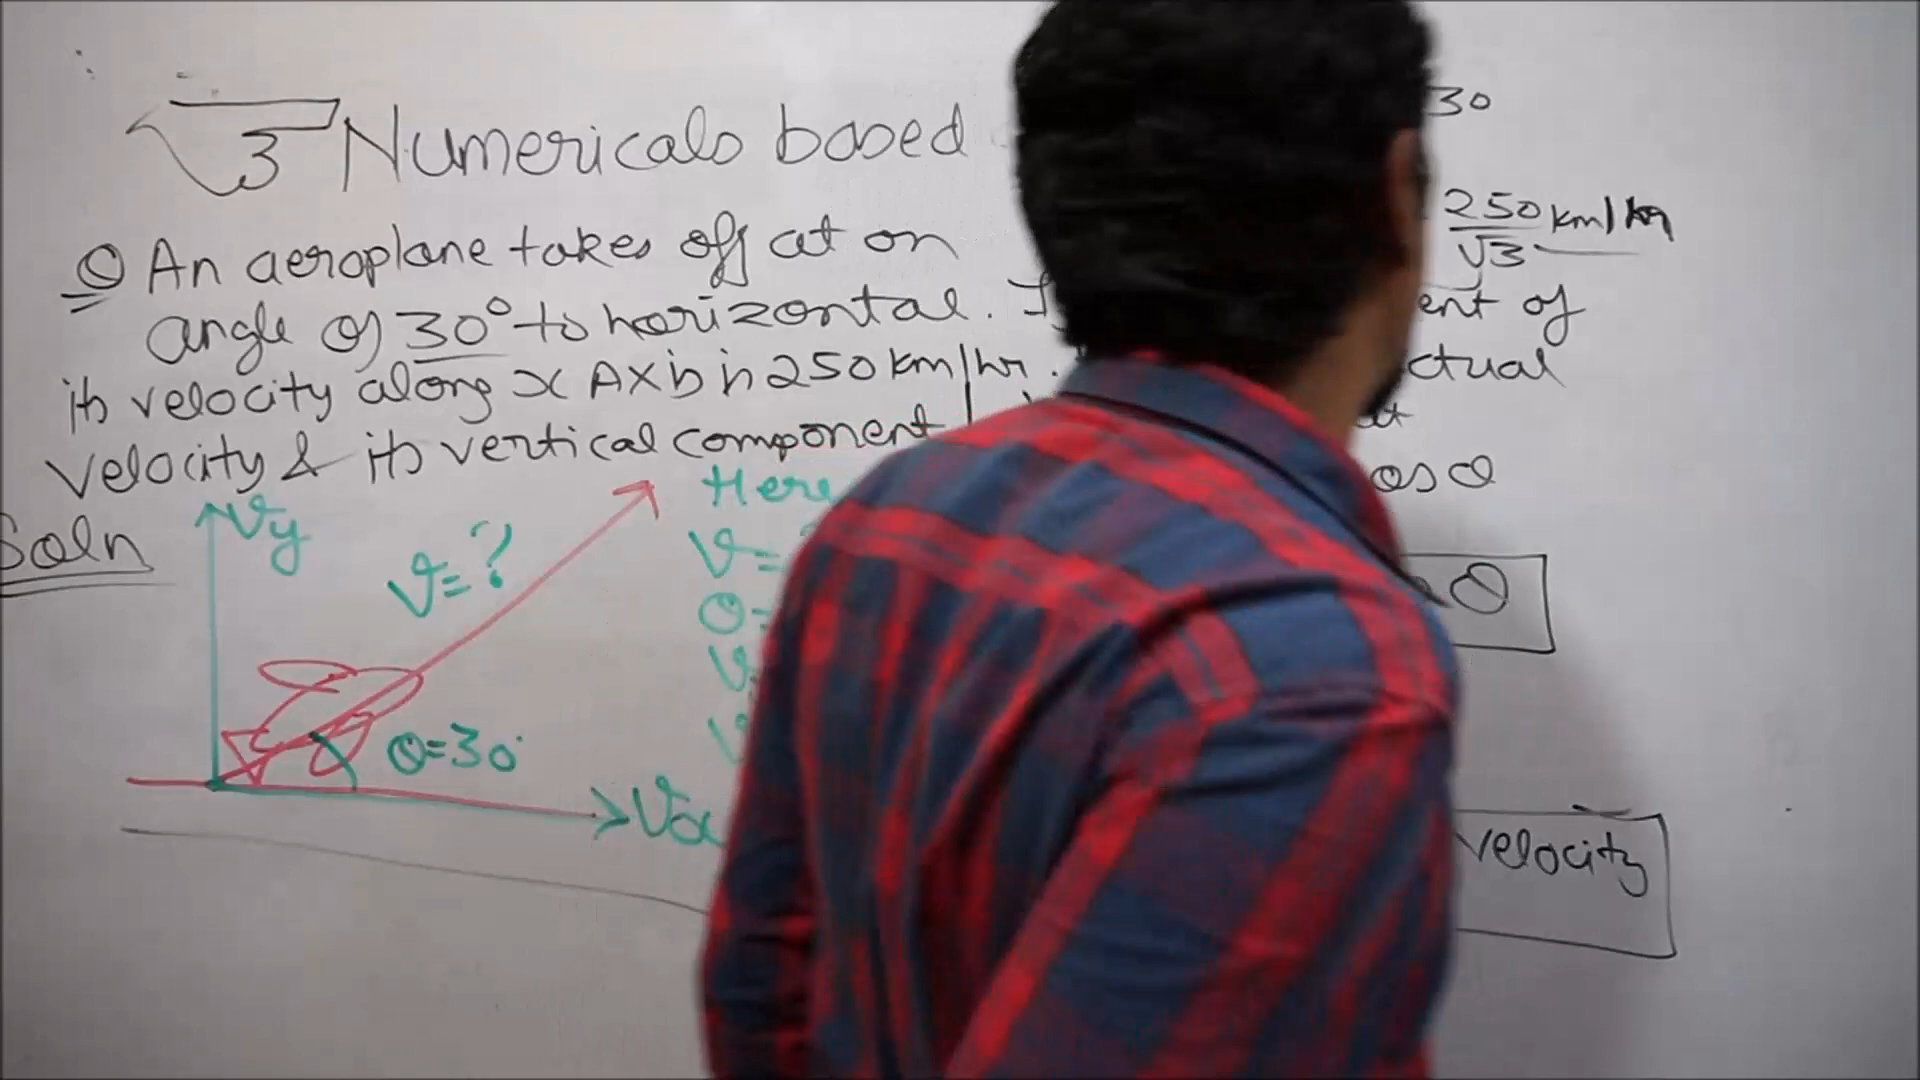 √3 Numericals based
30
250 km/hr
√3
Q An aeroplane takes off at an
angle of 30° to horizontal. If ent of
its velocity along x Axis is 250 km/hr. ctual
velocity & its vertical component
os θ
Soln
Vy
V=?
θ=30°
Vx
Here
V=
θ=
V
V
θ
velocity